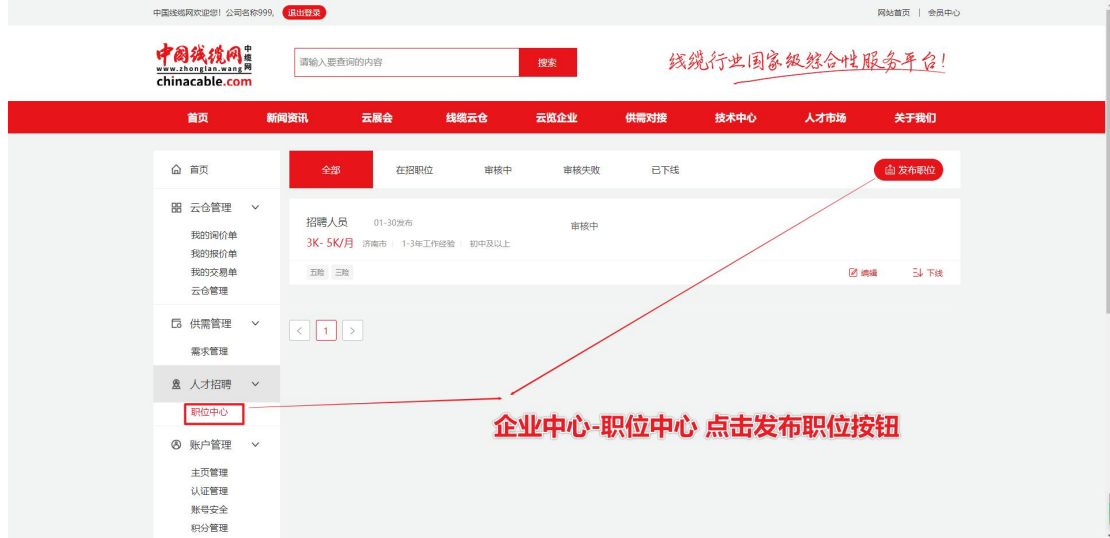 中国线缆网欢迎您！公司名称999,
退出登录
网站首页 | 会员中心
中国线缆网 中缆网
www.zhonglan.wang
chinacable.com
请输入要查询的内容
搜索
线缆行业国家级综合性服务平台！
首页 新闻资讯 云展会 线缆云仓 云览企业 供需对接 技术中心 人才市场 关于我们
首页
全部 在招职位 审核中 审核失败 已下线
发布职位
云仓管理
我的询价单
我的报价单
我的交易单
云仓管理
供需管理
需求管理
人才招聘
职位中心
账户管理
主页管理
认证管理
账号安全
积分管理
招聘人员 01-30发布
审核中
3K- 5K/月 济南市 | 1-3年工作经验 | 初中及以上
五险 三险
编辑 下线
< 1 >
企业中心-职位中心 点击发布职位按钮